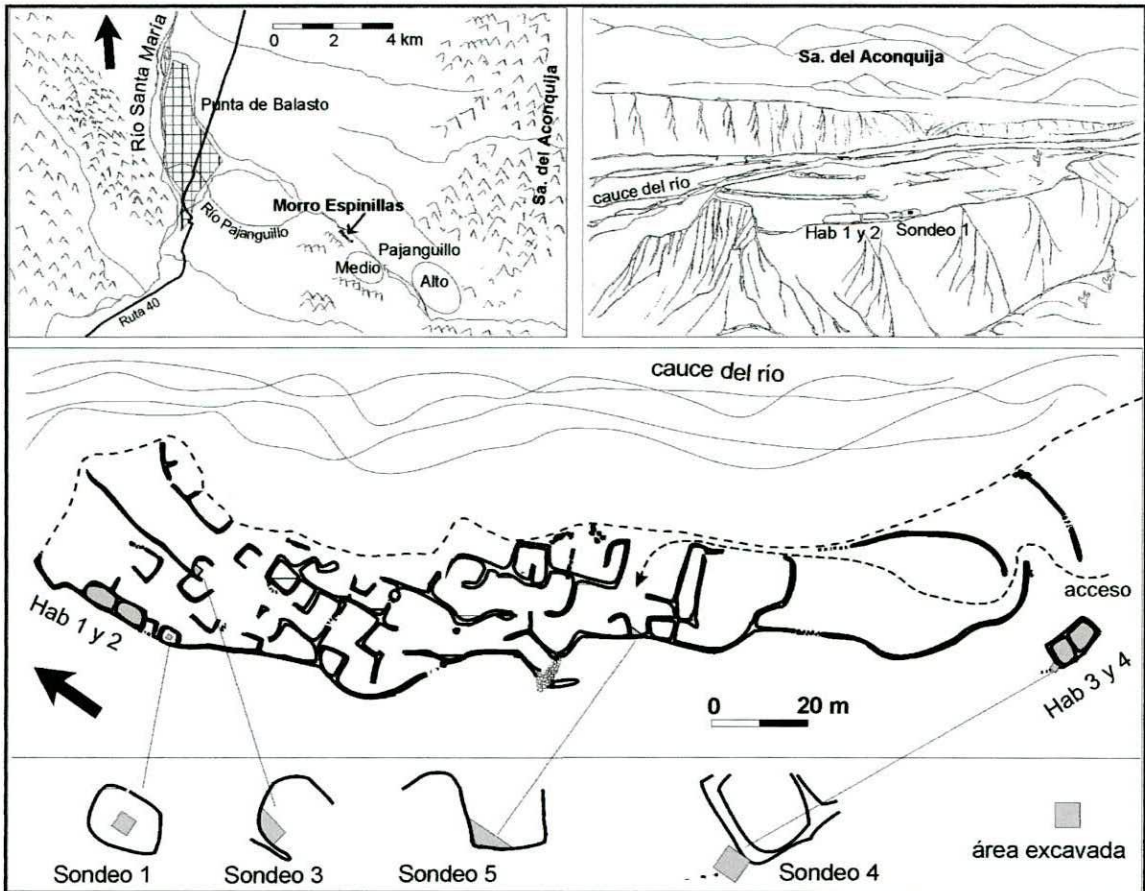 Río Santa María
0 2 4 km
Punta de Balasto
Sa. del Aconquija
Río Pajanguillo
Morro Espinillas
Pajanguillo
Medio
Alto
Ruta 40
Sa. del Aconquija
cauce del río
Hab 1 y 2
Sondeo 1
cauce del río
Hab 1 y 2
acceso
Hab 3 y 4
0 20 m
Sondeo 1
Sondeo 3
Sondeo 5
Sondeo 4
área excavada